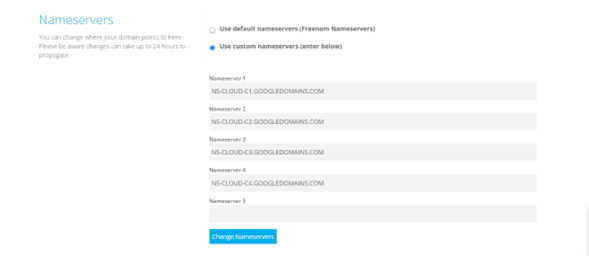 Nameservers
You can change where your domain points to here.
Please be aware changes can take up to 24 hours to
propogate.
Use default nameservers (Freenom Nameservers)
Use custom nameservers (enter below)
Nameserver 1
NS-CLOUD-C1.GOOGLEDOMAINS.COM
Nameserver 2
NS-CLOUD-C2.GOOGLEDOMAINS.COM
Nameserver 3
NS-CLOUD-C3.GOOGLEDOMAINS.COM
Nameserver 4
NS-CLOUD-C4.GOOGLEDOMAINS.COM
Nameserver 5
Change Nameservers